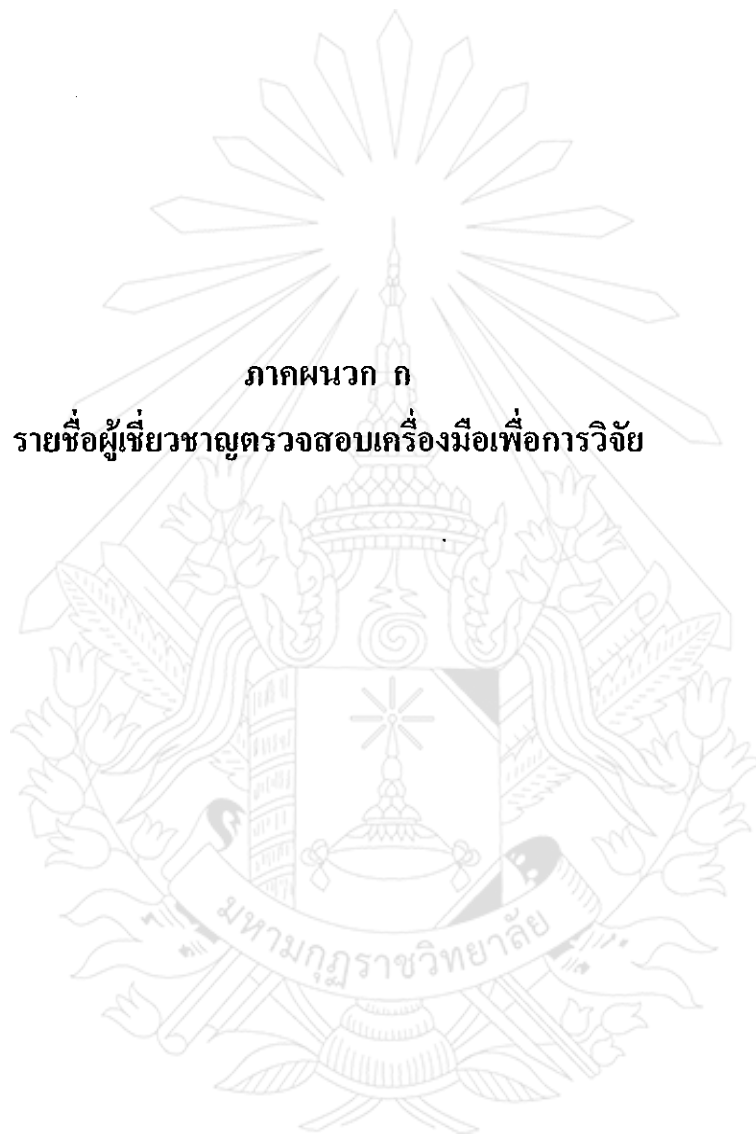 ภาคผนวก ก
รายชื่อผู้เชี่ยวชาญตรวจสอบเครื่องมือเพื่อการวิจัย
มหามกุฏราชวิทยาลัย